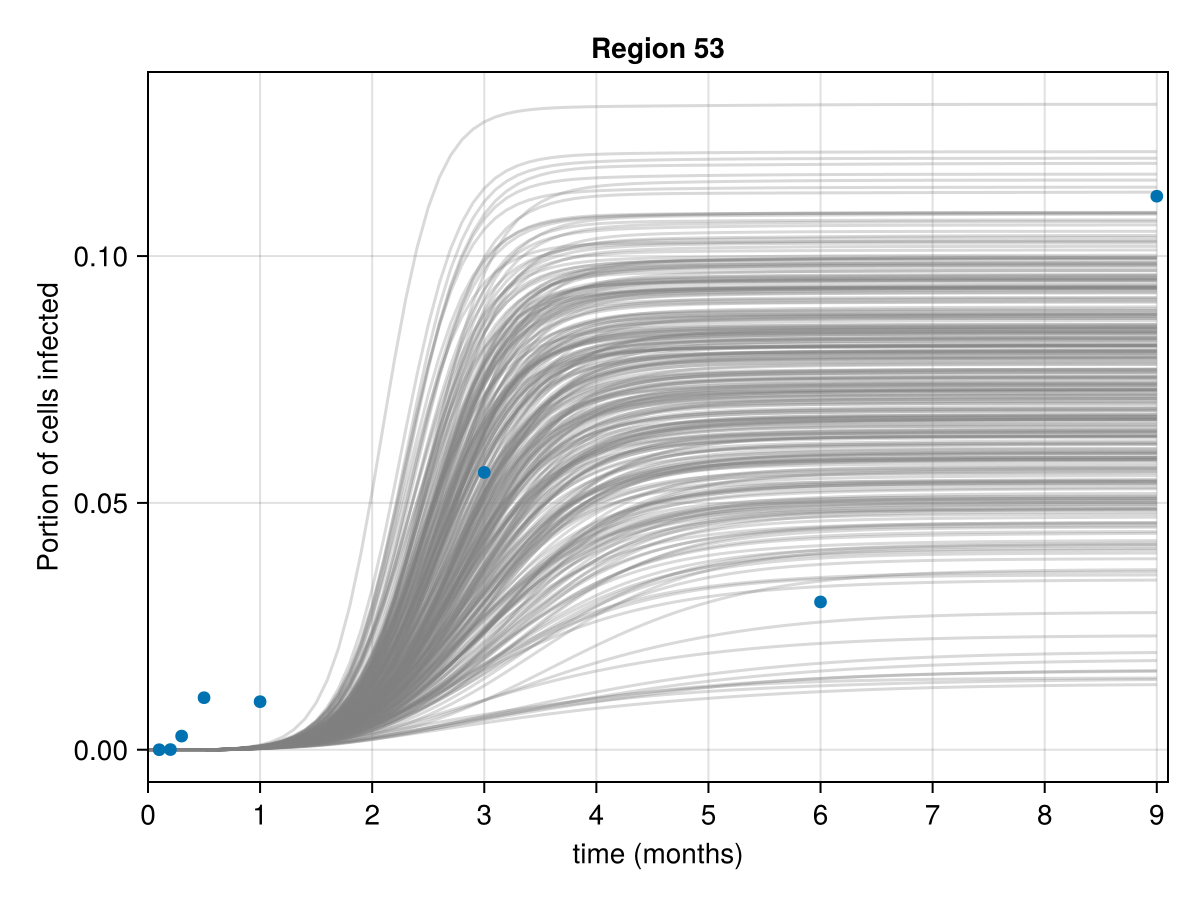 Region 53
Portion of cells infected
0.10
0.05
0.00
0 1 2 3 4 5 6 7 8 9
time (months)